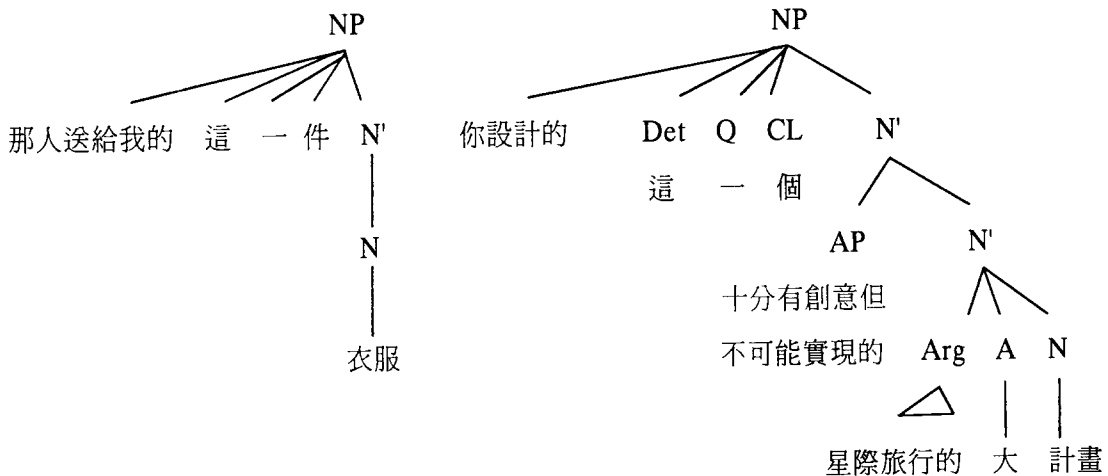 NP NP
那人送給我的 這 一 件 N' 你設計的 Det Q CL N'
這 一 個
N AP N'
十分有創意但
衣服 不可能實現的 Arg A N
星際旅行的 大 計畫